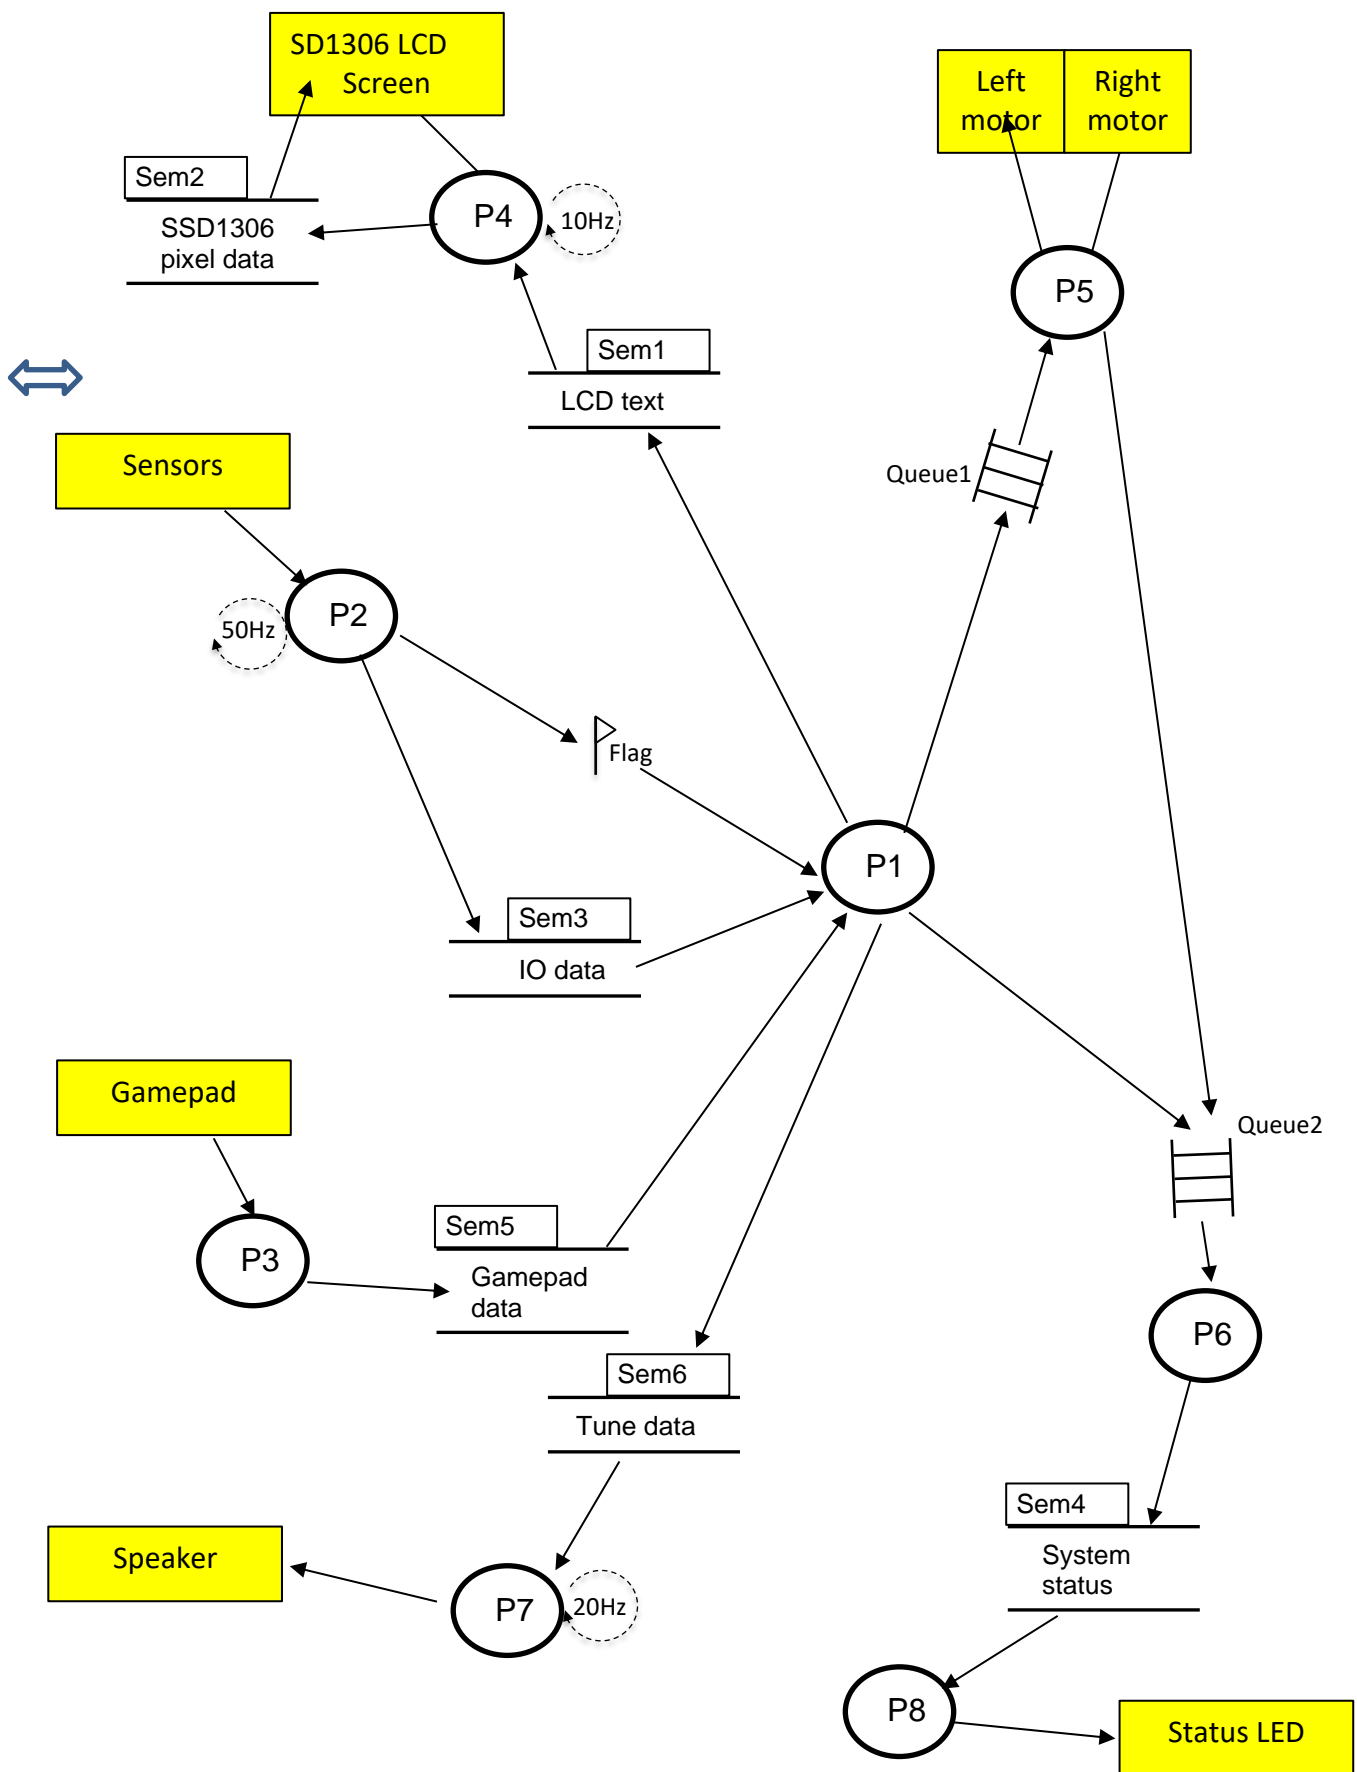 SD1306 LCD
Screen
Left
motor
Right
motor
Sem2
SSD1306
pixel data
P4
10Hz
P5
Sem1
LCD text
Sensors
Queue1
P2
50Hz
Flag
P1
Sem3
IO data
Gamepad
Queue2
Sem5
P3
Gamepad
data
P6
Sem6
Tune data
Sem4
System
status
Speaker
P7
20Hz
P8
Status LED